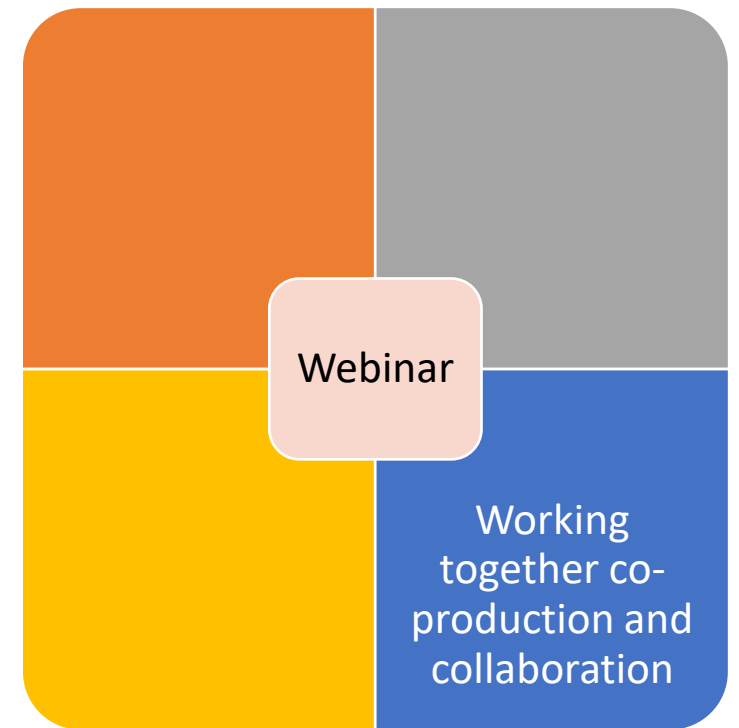 Webinar
Working
together co-
production and
collaboration